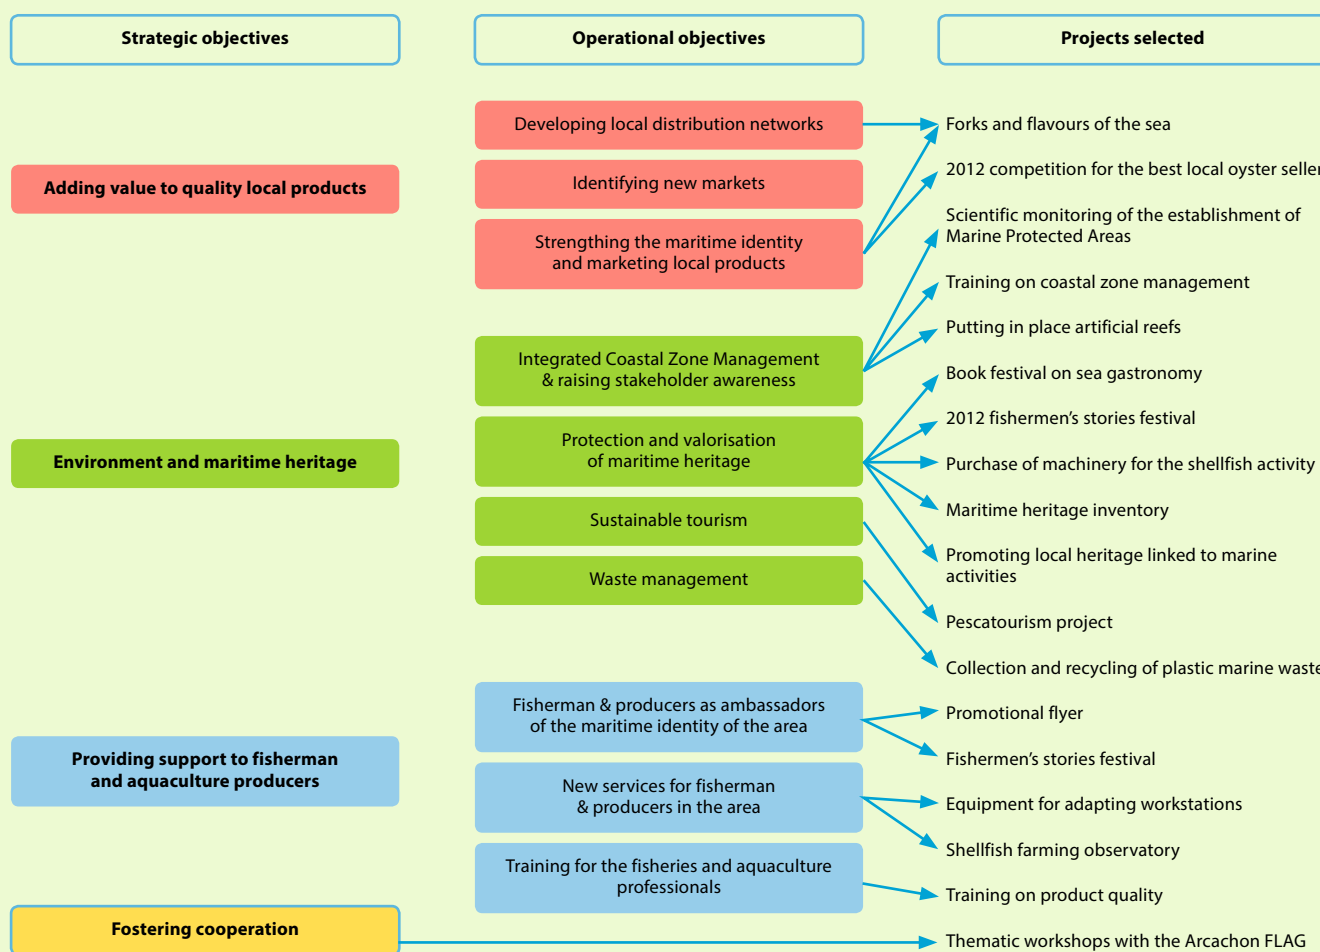 Strategic objectives
Operational objectives
Projects selected
Adding value to quality local products
Developing local distribution networks
Identifying new markets
Strengthing the maritime identity
and marketing local products
Forks and flavours of the sea
2012 competition for the best local oyster seller
Environment and maritime heritage
Integrated Coastal Zone Management
& raising stakeholder awareness
Protection and valorisation
of maritime heritage
Sustainable tourism
Waste management
Scientific monitoring of the establishment of
Marine Protected Areas
Training on coastal zone management
Putting in place artificial reefs
Book festival on sea gastronomy
2012 fishermen's stories festival
Purchase of machinery for the shellfish activity
Maritime heritage inventory
Promoting local heritage linked to marine
activities
Pescatourism project
Collection and recycling of plastic marine waste
Providing support to fisherman
and aquaculture producers
Fisherman & producers as ambassadors
of the maritime identity of the area
New services for fisherman
& producers in the area
Training for the fisheries and aquaculture
professionals
Promotional flyer
Fishermen's stories festival
Equipment for adapting workstations
Shellfish farming observatory
Training on product quality
Fostering cooperation
Thematic workshops with the Arcachon FLAG